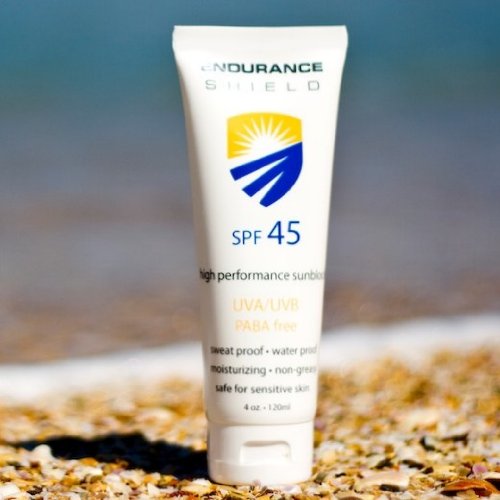 ENDURANCE
SHIELD
SPF 45
high performance sunbloc
UVA/UVB
PABA free
sweat proof • water proof
moisturizing • non-greasy
safe for sensitive skin
4 oz. • 120ml